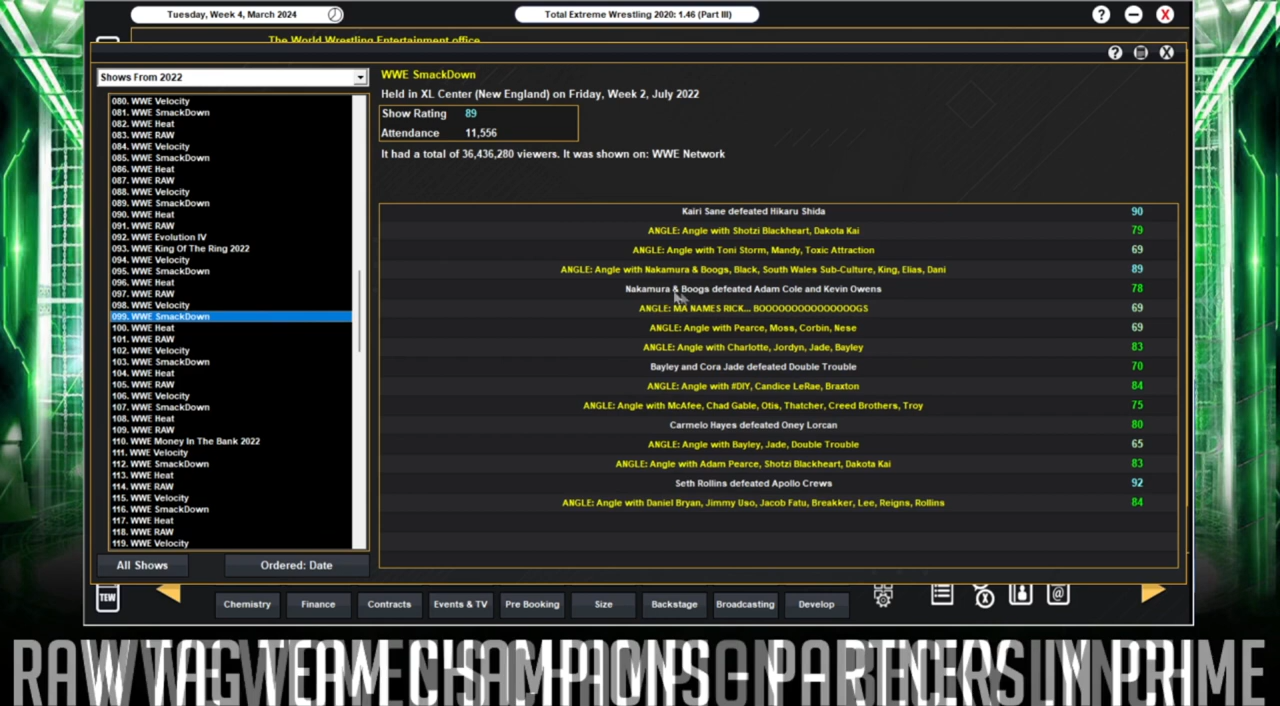 Tuesday, Week 4, March 2024
Total Extreme Wrestling 2020: 1.46 (Part III)
The World Wrestling Entertainment office
Shows From 2022
080. WWE Velocity
081. WWE SmackDown
082. WWE Heat
083. WWE RAW
084. WWE Velocity
085. WWE SmackDown
086. WWE Heat
087. WWE RAW
088. WWE Velocity
089. WWE SmackDown
090. WWE Heat
091. WWE RAW
092. WWE Evolution IV
093. WWE King Of The Ring 2022
094. WWE Velocity
095. WWE SmackDown
096. WWE Heat
097. WWE RAW
098. WWE Velocity
099. WWE SmackDown
100. WWE Heat
101. WWE RAW
102. WWE Velocity
103. WWE SmackDown
104. WWE Heat
105. WWE RAW
106. WWE Velocity
107. WWE SmackDown
108. WWE Heat
109. WWE RAW
110. WWE Money In The Bank 2022
111. WWE Velocity
112. WWE SmackDown
113. WWE Heat
114. WWE RAW
115. WWE Velocity
116. WWE SmackDown
117. WWE Heat
118. WWE RAW
119. WWE Velocity
All Shows
Ordered: Date
WWE SmackDown
Held in XL Center (New England) on Friday, Week 2, July 2022
Show Rating 89
Attendance 11,556
It had a total of 36,436,280 viewers. It was shown on: WWE Network
Kairi Sane defeated Hikaru Shida 90
ANGLE: Angle with Shotzi Blackheart, Dakota Kai 79
ANGLE: Angle with Toni Storm, Mandy, Toxic Attraction 69
ANGLE: Angle with Nakamura & Boogs, Black, South Wales Sub-Culture, King, Elias, Dani 89
Nakamura & Boogs defeated Adam Cole and Kevin Owens 78
ANGLE: MA NAMES RICK... BOOOOOOOOOOOOOOOGS 69
ANGLE: Angle with Pearce, Moss, Corbin, Nese 69
ANGLE: Angle with Charlotte, Jordyn, Jade, Bayley 83
Bayley and Cora Jade defeated Double Trouble 70
ANGLE: Angle with #DIY, Candice LeRae, Braxton 84
ANGLE: Angle with McAfee, Chad Gable, Otis, Thatcher, Creed Brothers, Troy 75
Carmelo Hayes defeated Oney Lorcan 80
ANGLE: Angle with Bayley, Jade, Double Trouble 65
ANGLE: Angle with Adam Pearce, Shotzi Blackheart, Dakota Kai 83
Seth Rollins defeated Apollo Crews 92
ANGLE: Angle with Daniel Bryan, Jimmy Uso, Jacob Fatu, Breakker, Lee, Reigns, Rollins 84
TEW
Chemistry
Finance
Contracts
Events & TV
Pre Booking
Size
Backstage
Broadcasting
Develop
RAW TAG TEAM CHAMPIONS - PARTNERS IN PRIME